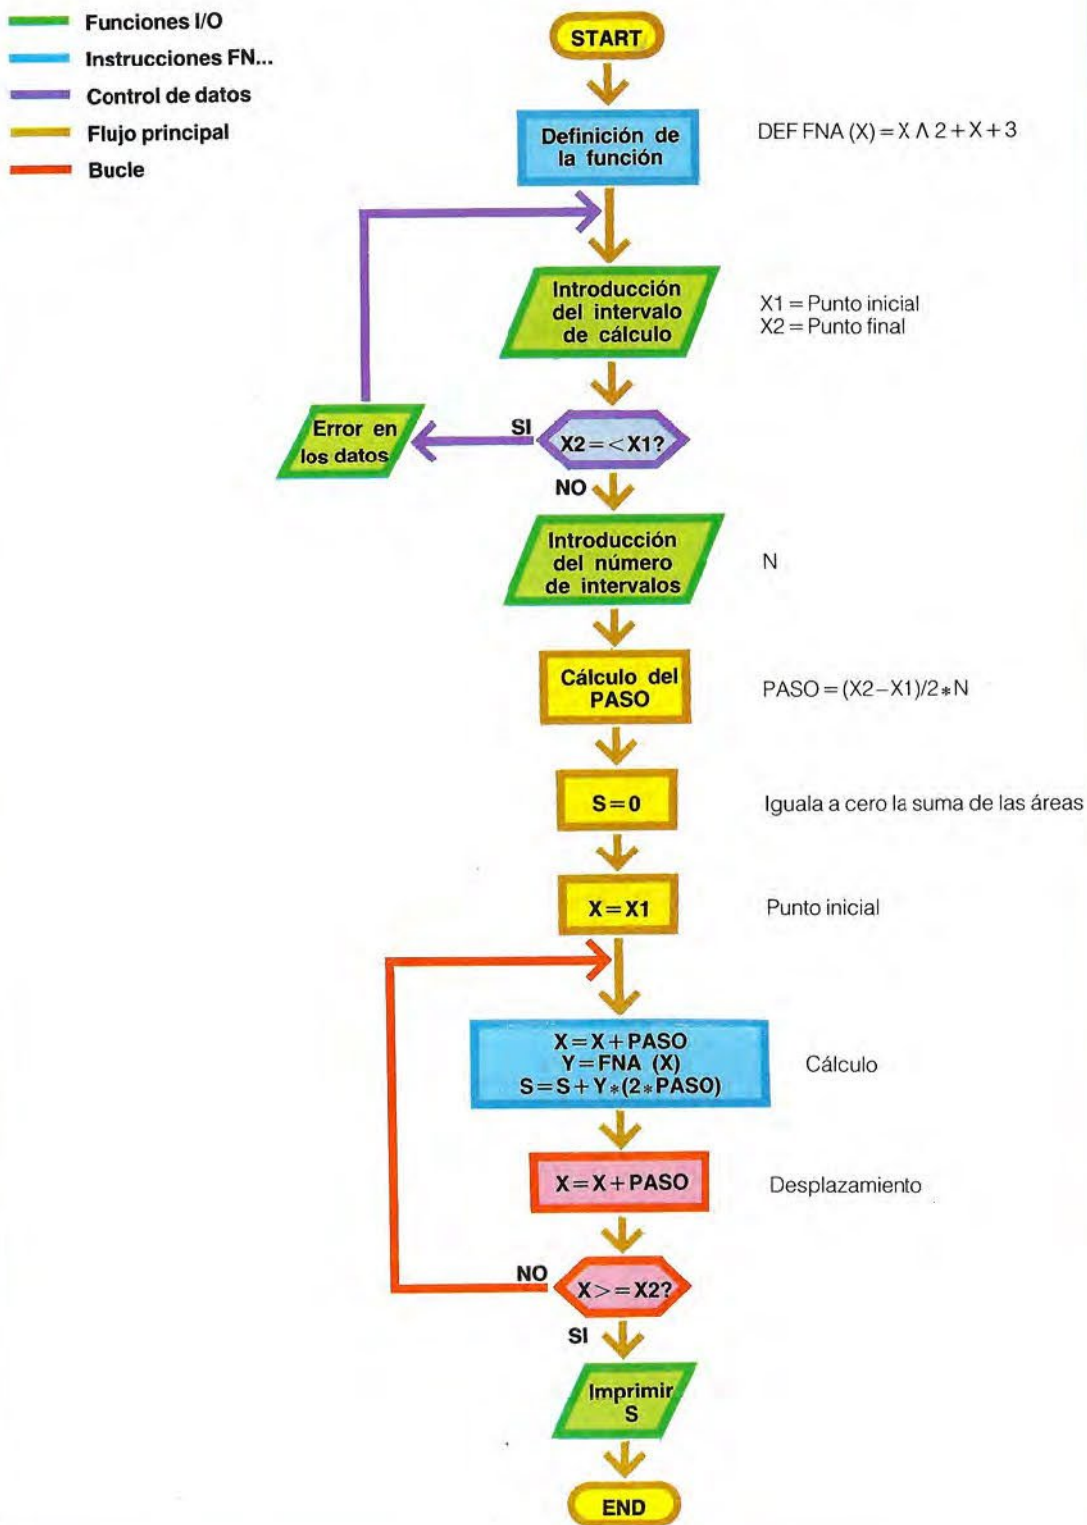 Funciones I/O
Instrucciones FN...
Control de datos
Flujo principal
Bucle
START
Definición de
la función
DEF FNA (X) = X Λ 2 + X + 3
Introducción
del intervalo
de cálculo
X1 = Punto inicial
X2 = Punto final
Error en
los datos
SI
X2=<X1?
NO
Introducción
del número
de intervalos
N
Cálculo del
PASO
PASO = (X2–X1)/2*N
S=0
Iguala a cero la suma de las áreas
X=X1
Punto inicial
X=X+PASO
Y=FNA (X)
S=S+Y*(2*PASO)
Cálculo
X=X+PASO
Desplazamiento
NO
X>=X2?
SI
Imprimir
S
END